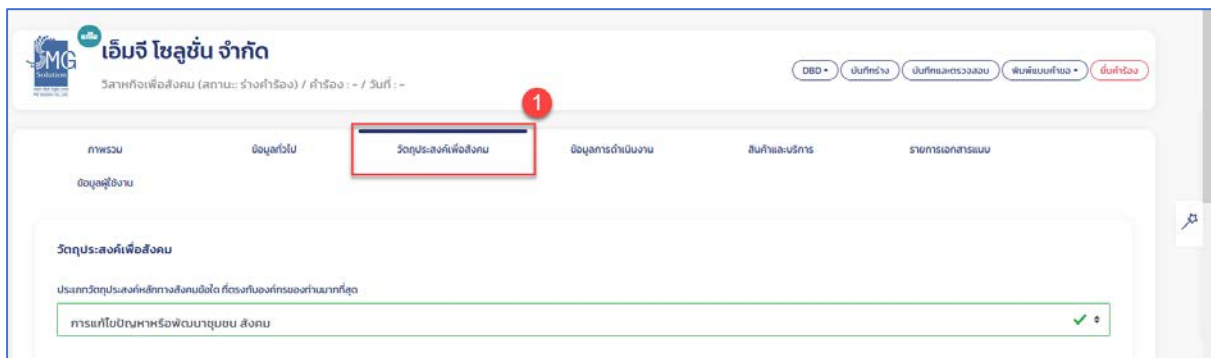 แก้ไข
เอ็มจี โซลูชั่น จำกัด
SMG
Solution
วิสาหกิจเพื่อสังคม (สถานะ: ร่างคำร้อง) / คำร้อง : - / วันที่ : -
DBD
บันทึกร่าง
บันทึกและตรวจสอบ
พิมพ์แบบคำขอ
ยื่นคำร้อง
1
ภาพรวม
ข้อมูลทั่วไป
วัตถุประสงค์เพื่อสังคม
ข้อมูลการดำเนินงาน
สินค้าและบริการ
รายการเอกสารแนบ
ข้อมูลผู้ใช้งาน
วัตถุประสงค์เพื่อสังคม
ประเภทวัตถุประสงค์หลักทางสังคมข้อใด ที่ตรงกับองค์กรของท่านมากที่สุด
การแก้ไขปัญหาหรือพัฒนาชุมชน สังคม